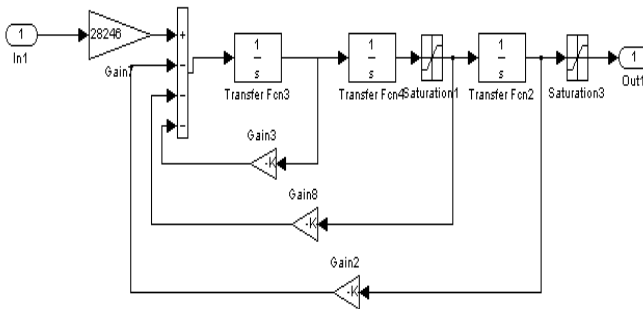 1
In1
28246
Gain7
+
−
−
−
1
s
Transfer Fcn3
1
s
Transfer Fcn4
Saturation1
1
s
Transfer Fcn2
Saturation3
1
Out1
Gain3
-K
Gain8
-K
Gain2
-K